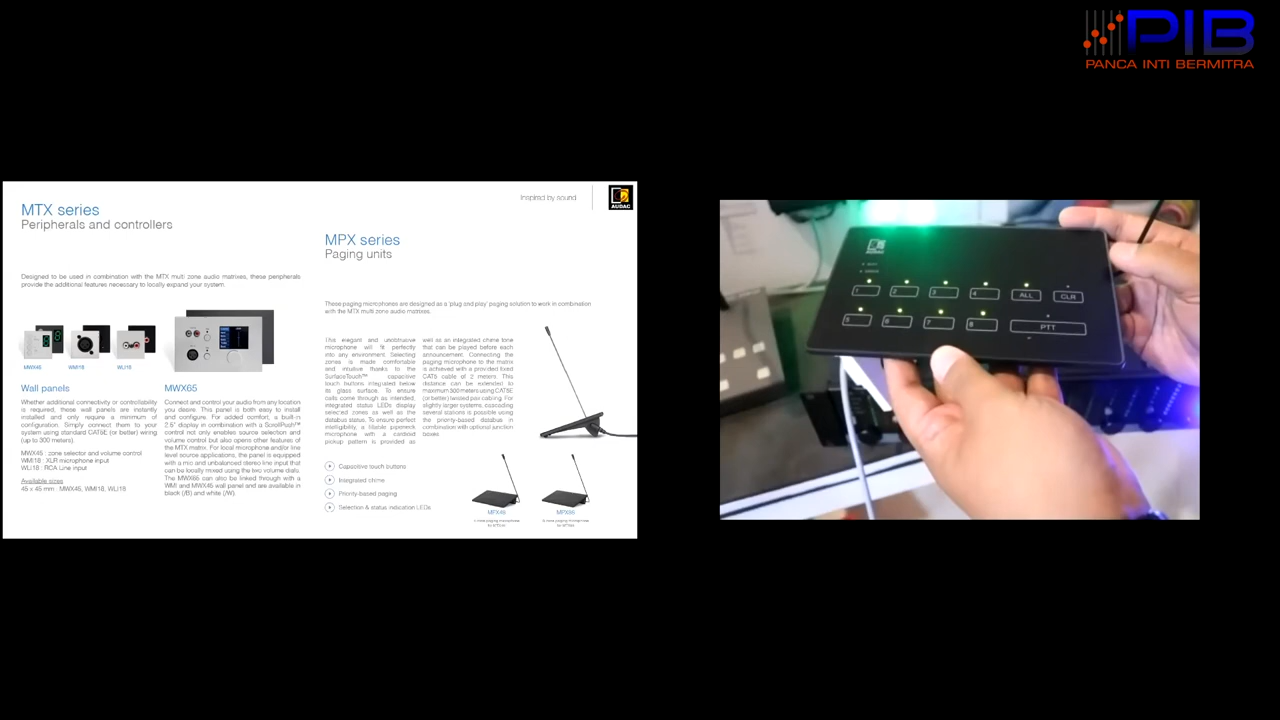 PIB
PANCA INTI BERMITRA
MTX series
Peripherals and controllers
Inspired by sound
AUDAC
MPX series
Paging units
Designed to be used in combination with the MTX multi zone audio matrixes, these peripherals
provide the additional features necessary to locally expand your system.
These paging microphones are designed as a 'plug and play' paging solution to work in combination
with the MTX multi zone audio matrixes.
MWX45
WMI18
WLI18
Wall panels
Whether additional connectivity or controllability
is required, these wall panels are instantly
installed and only require a minimum of
configuration. Simply connect them to your
system using standard CAT5E (or better) wiring
(up to 300 meters).
MWX45 : zone selector and volume control
WMI18 : XLR microphone input
WLI18 : RCA Line input
Available sizes
45 x 45 mm : MWX45, WMI18, WLI18
MWX65
Connect and control your audio from any location
you desire. This panel is both easy to install
and configure. For added comfort, a built-in
2.5" display in combination with a ScrollPush™
control not only enables source selection and
volume control but also opens other features of
the MTX matrix. For local microphone and/or line
level source applications, the panel is equipped
with a mic and unbalanced stereo line input that
can be locally mixed using the two volume dials.
The MWX65 can also be linked through with a
WMI and MWX45 wall panel and are available in
black (/B) and white (/W).
This elegant and unobtrusive
microphone will fit perfectly
into any environment. Selecting
zones is made comfortable
and intuitive thanks to the
SurfaceTouch™ capacitive
touch buttons integrated below
its glass surface. To ensure
calls come through as intended,
integrated status LEDs display
selected zones as well as the
databus status. To ensure perfect
intelligibility, a bitable gooseneck
microphone with a cardioid
pickup pattern is provided as
well as an integrated chime tone
that can be played before each
announcement. Connecting the
paging microphone to the matrix
is achieved with a provided fixed
CAT5 cable of 2 meters. This
distance can be extended to
maximum 300 meters using CAT5E
(or better) twisted pair cabling. For
slightly larger systems, cascading
several stations is possible using
the priority-based databus in
combination with optional junction
boxes.
Capacitive touch buttons
Integrated chime
Priority-based paging
Selection & status indication LEDs
MPX48
MPX88
AUDAC
1 2 3 4 ALL CLR
5 6 7 8 PTT